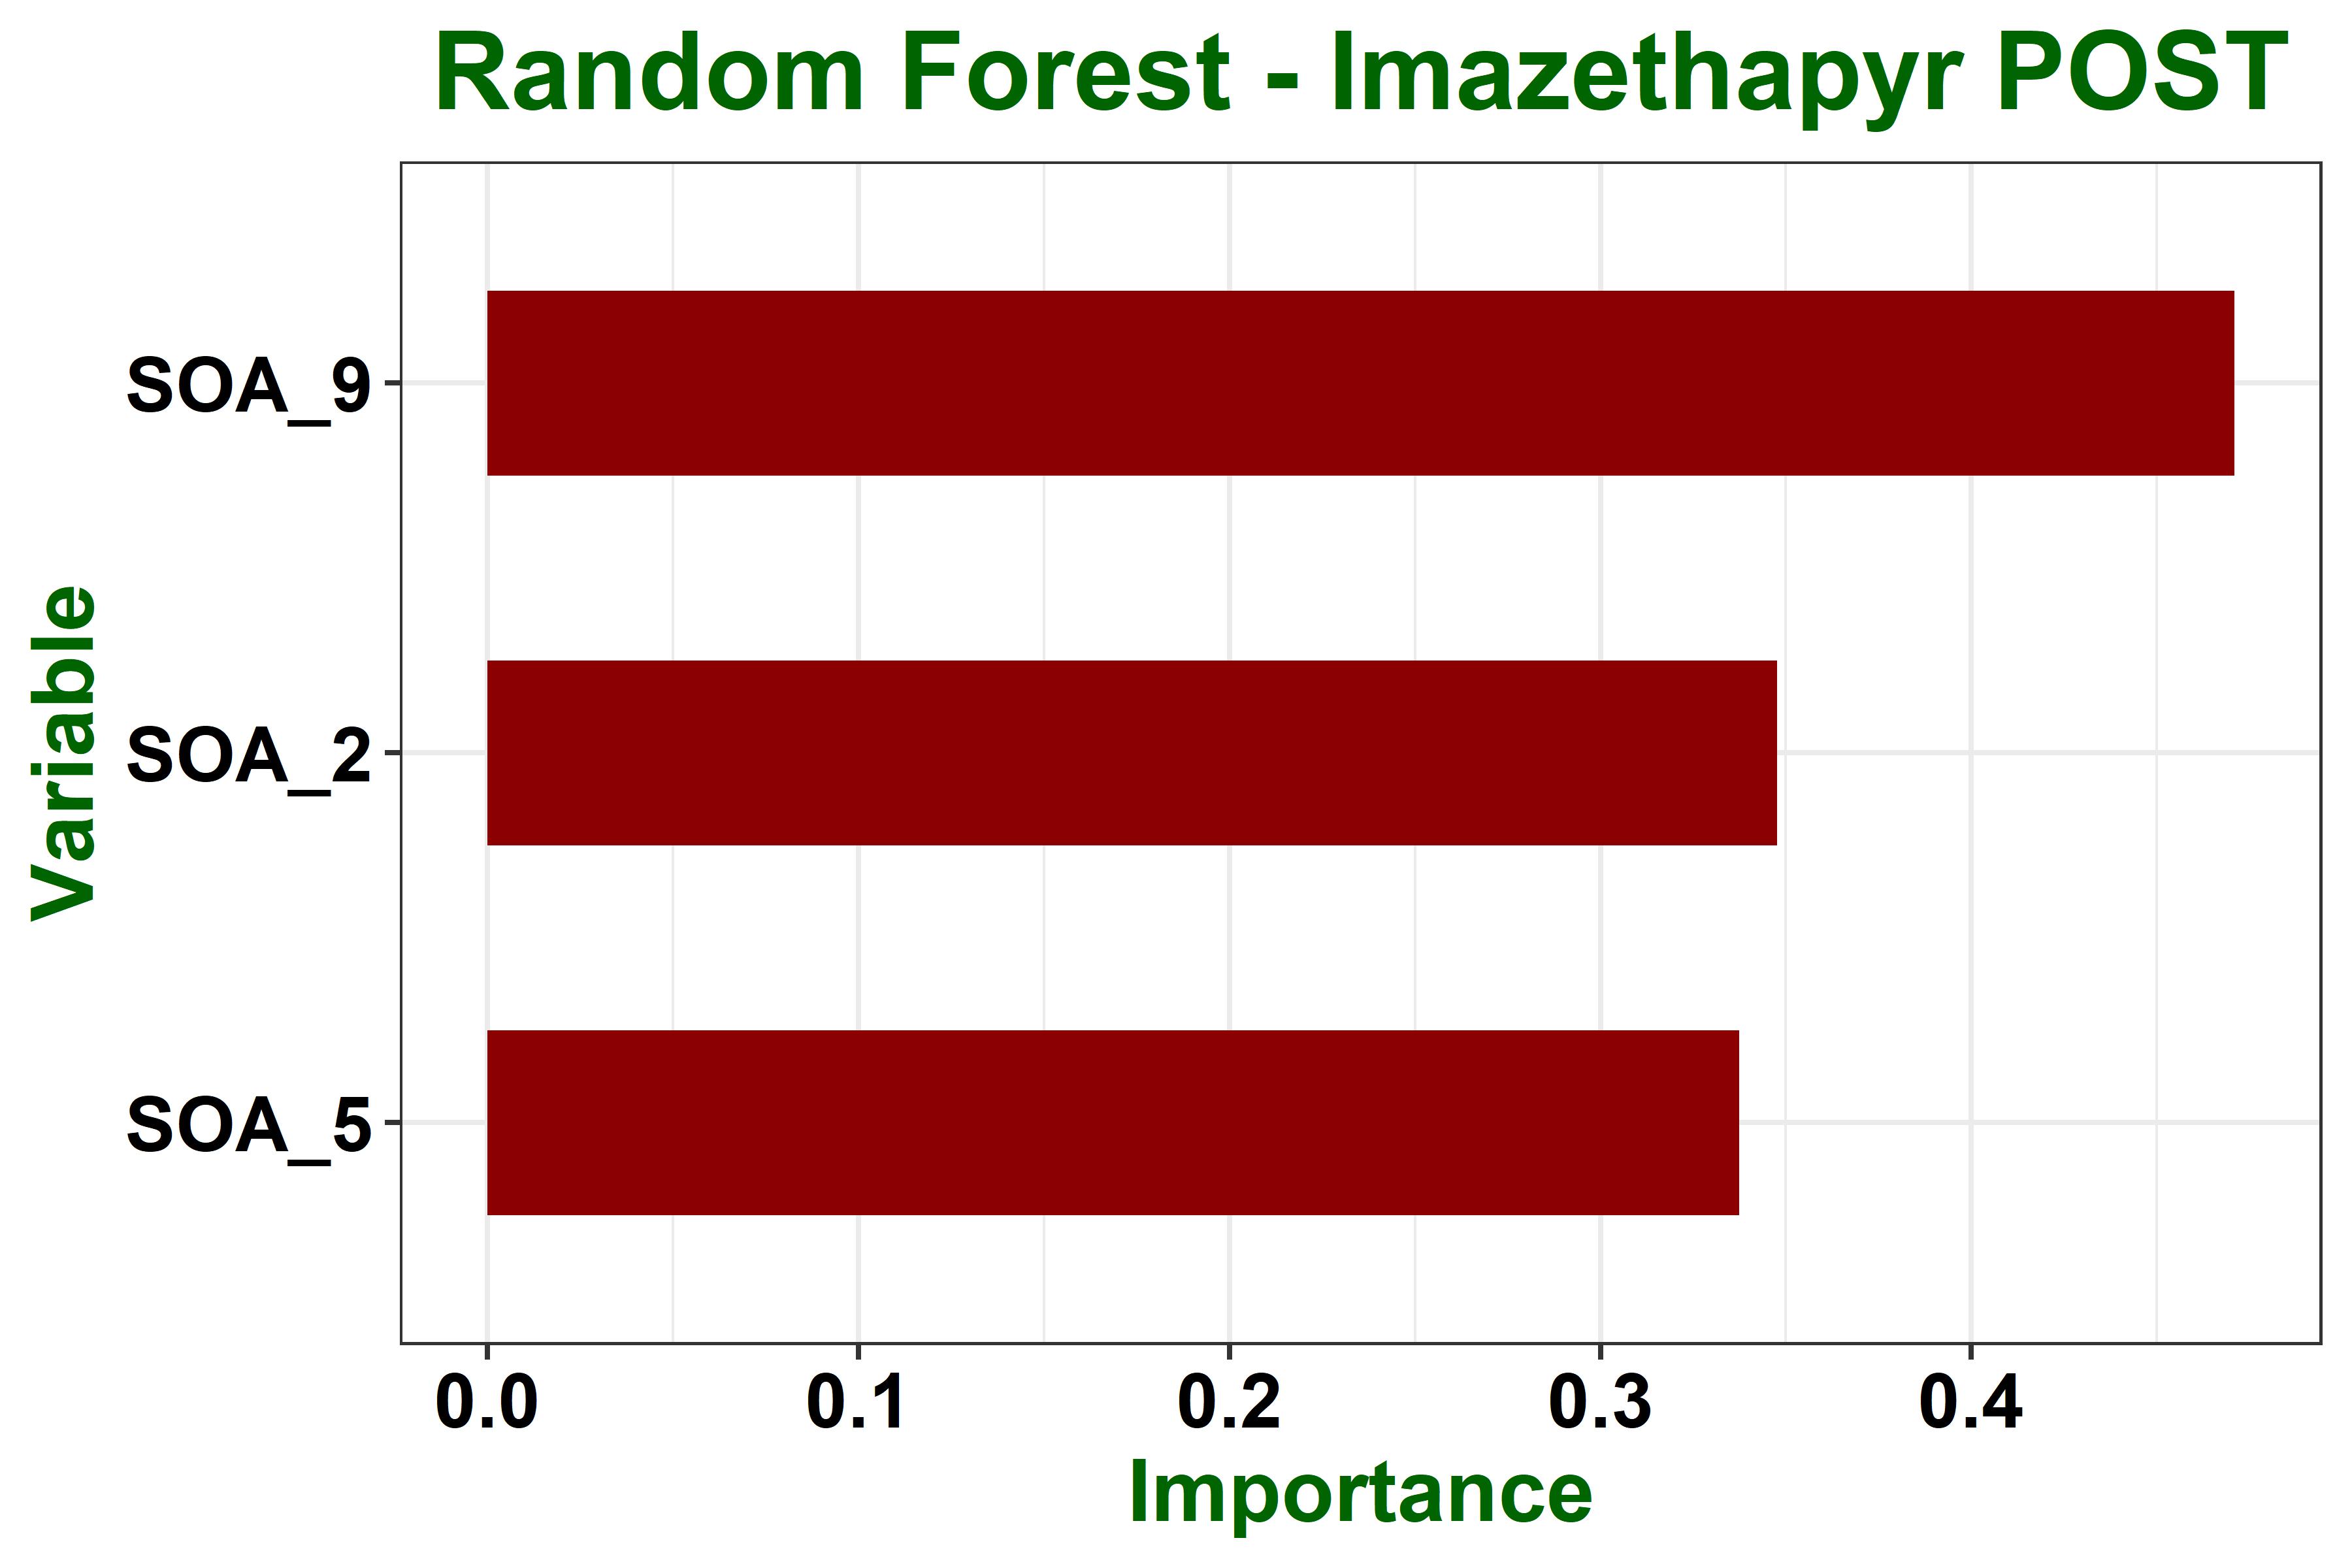 Random Forest - Imazethapyr POST
Variable
SOA_9
SOA_2
SOA_5
0.0 0.1 0.2 0.3 0.4
Importance